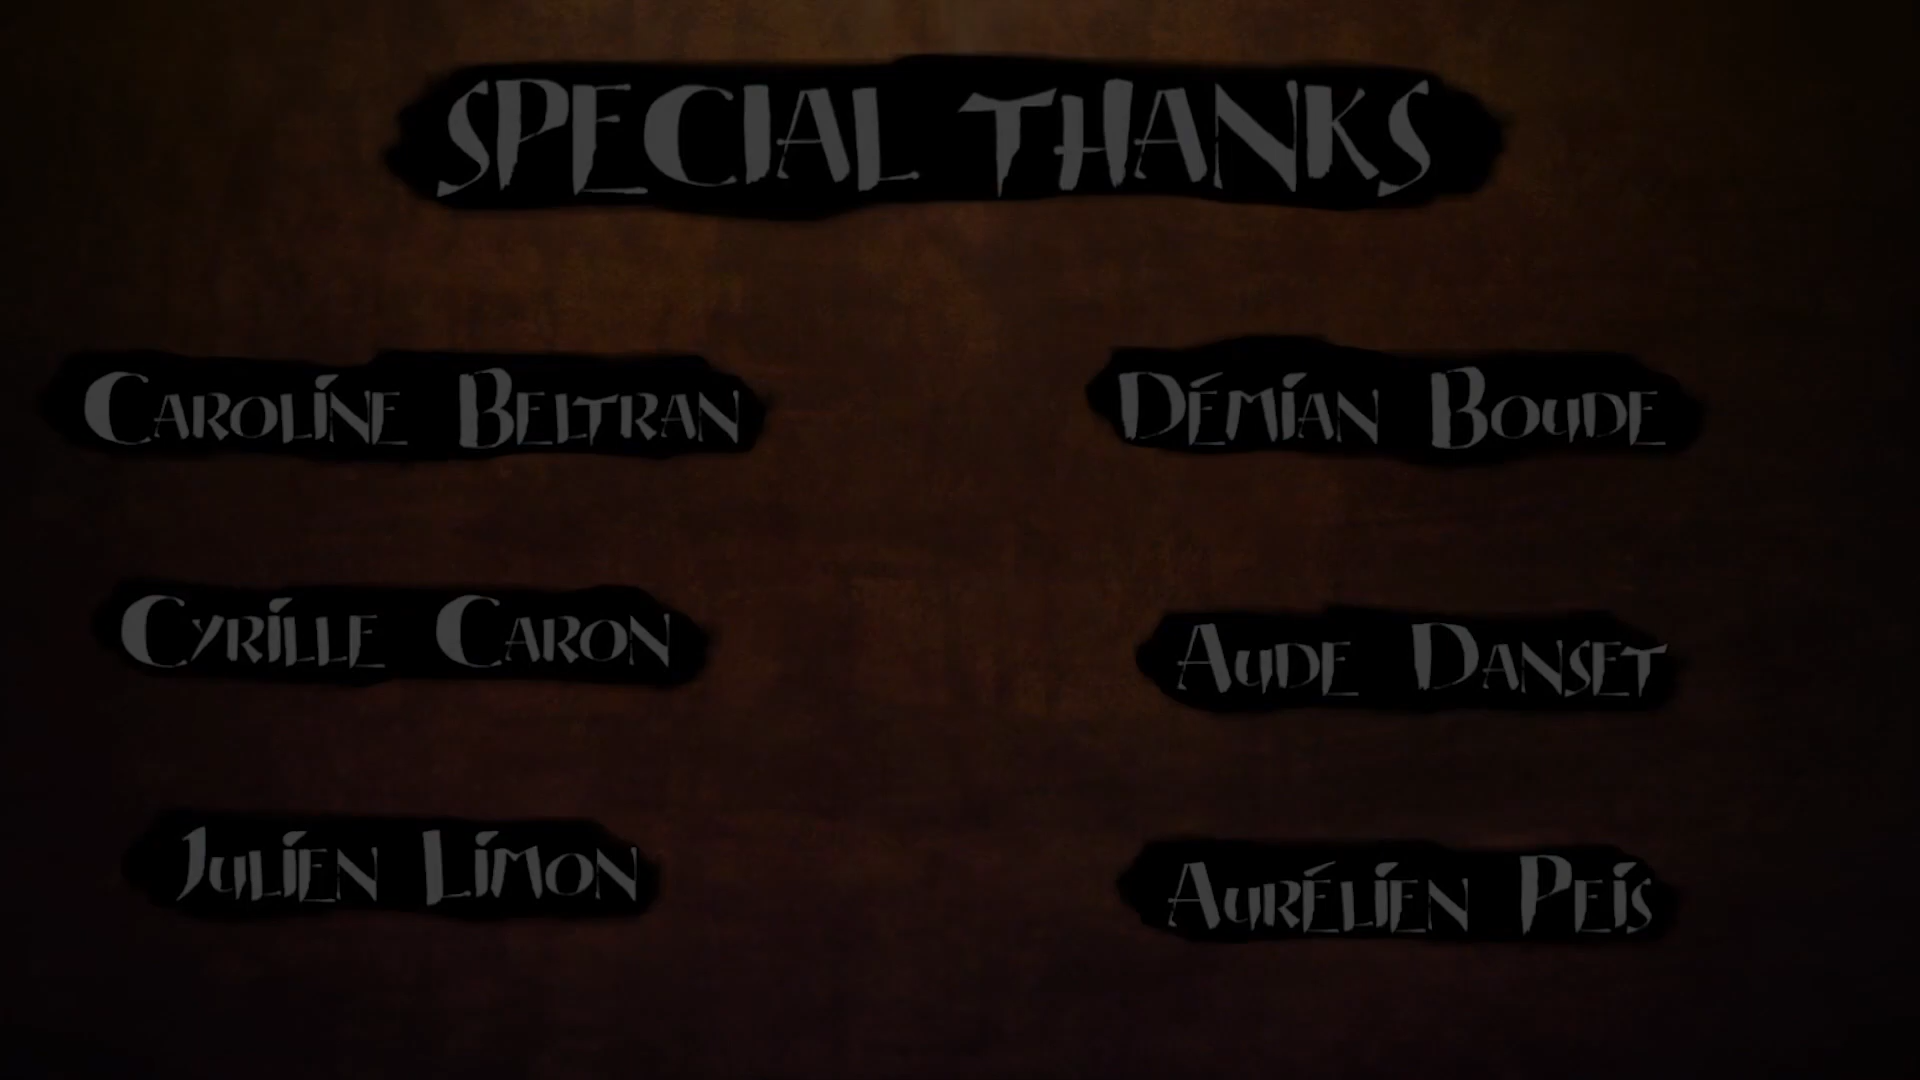 SPECIAL THANKS
Caroline Beltran
Démian Boude
Cyrille Caron
Aude Danset
Julien Limon
Aurélien Peis